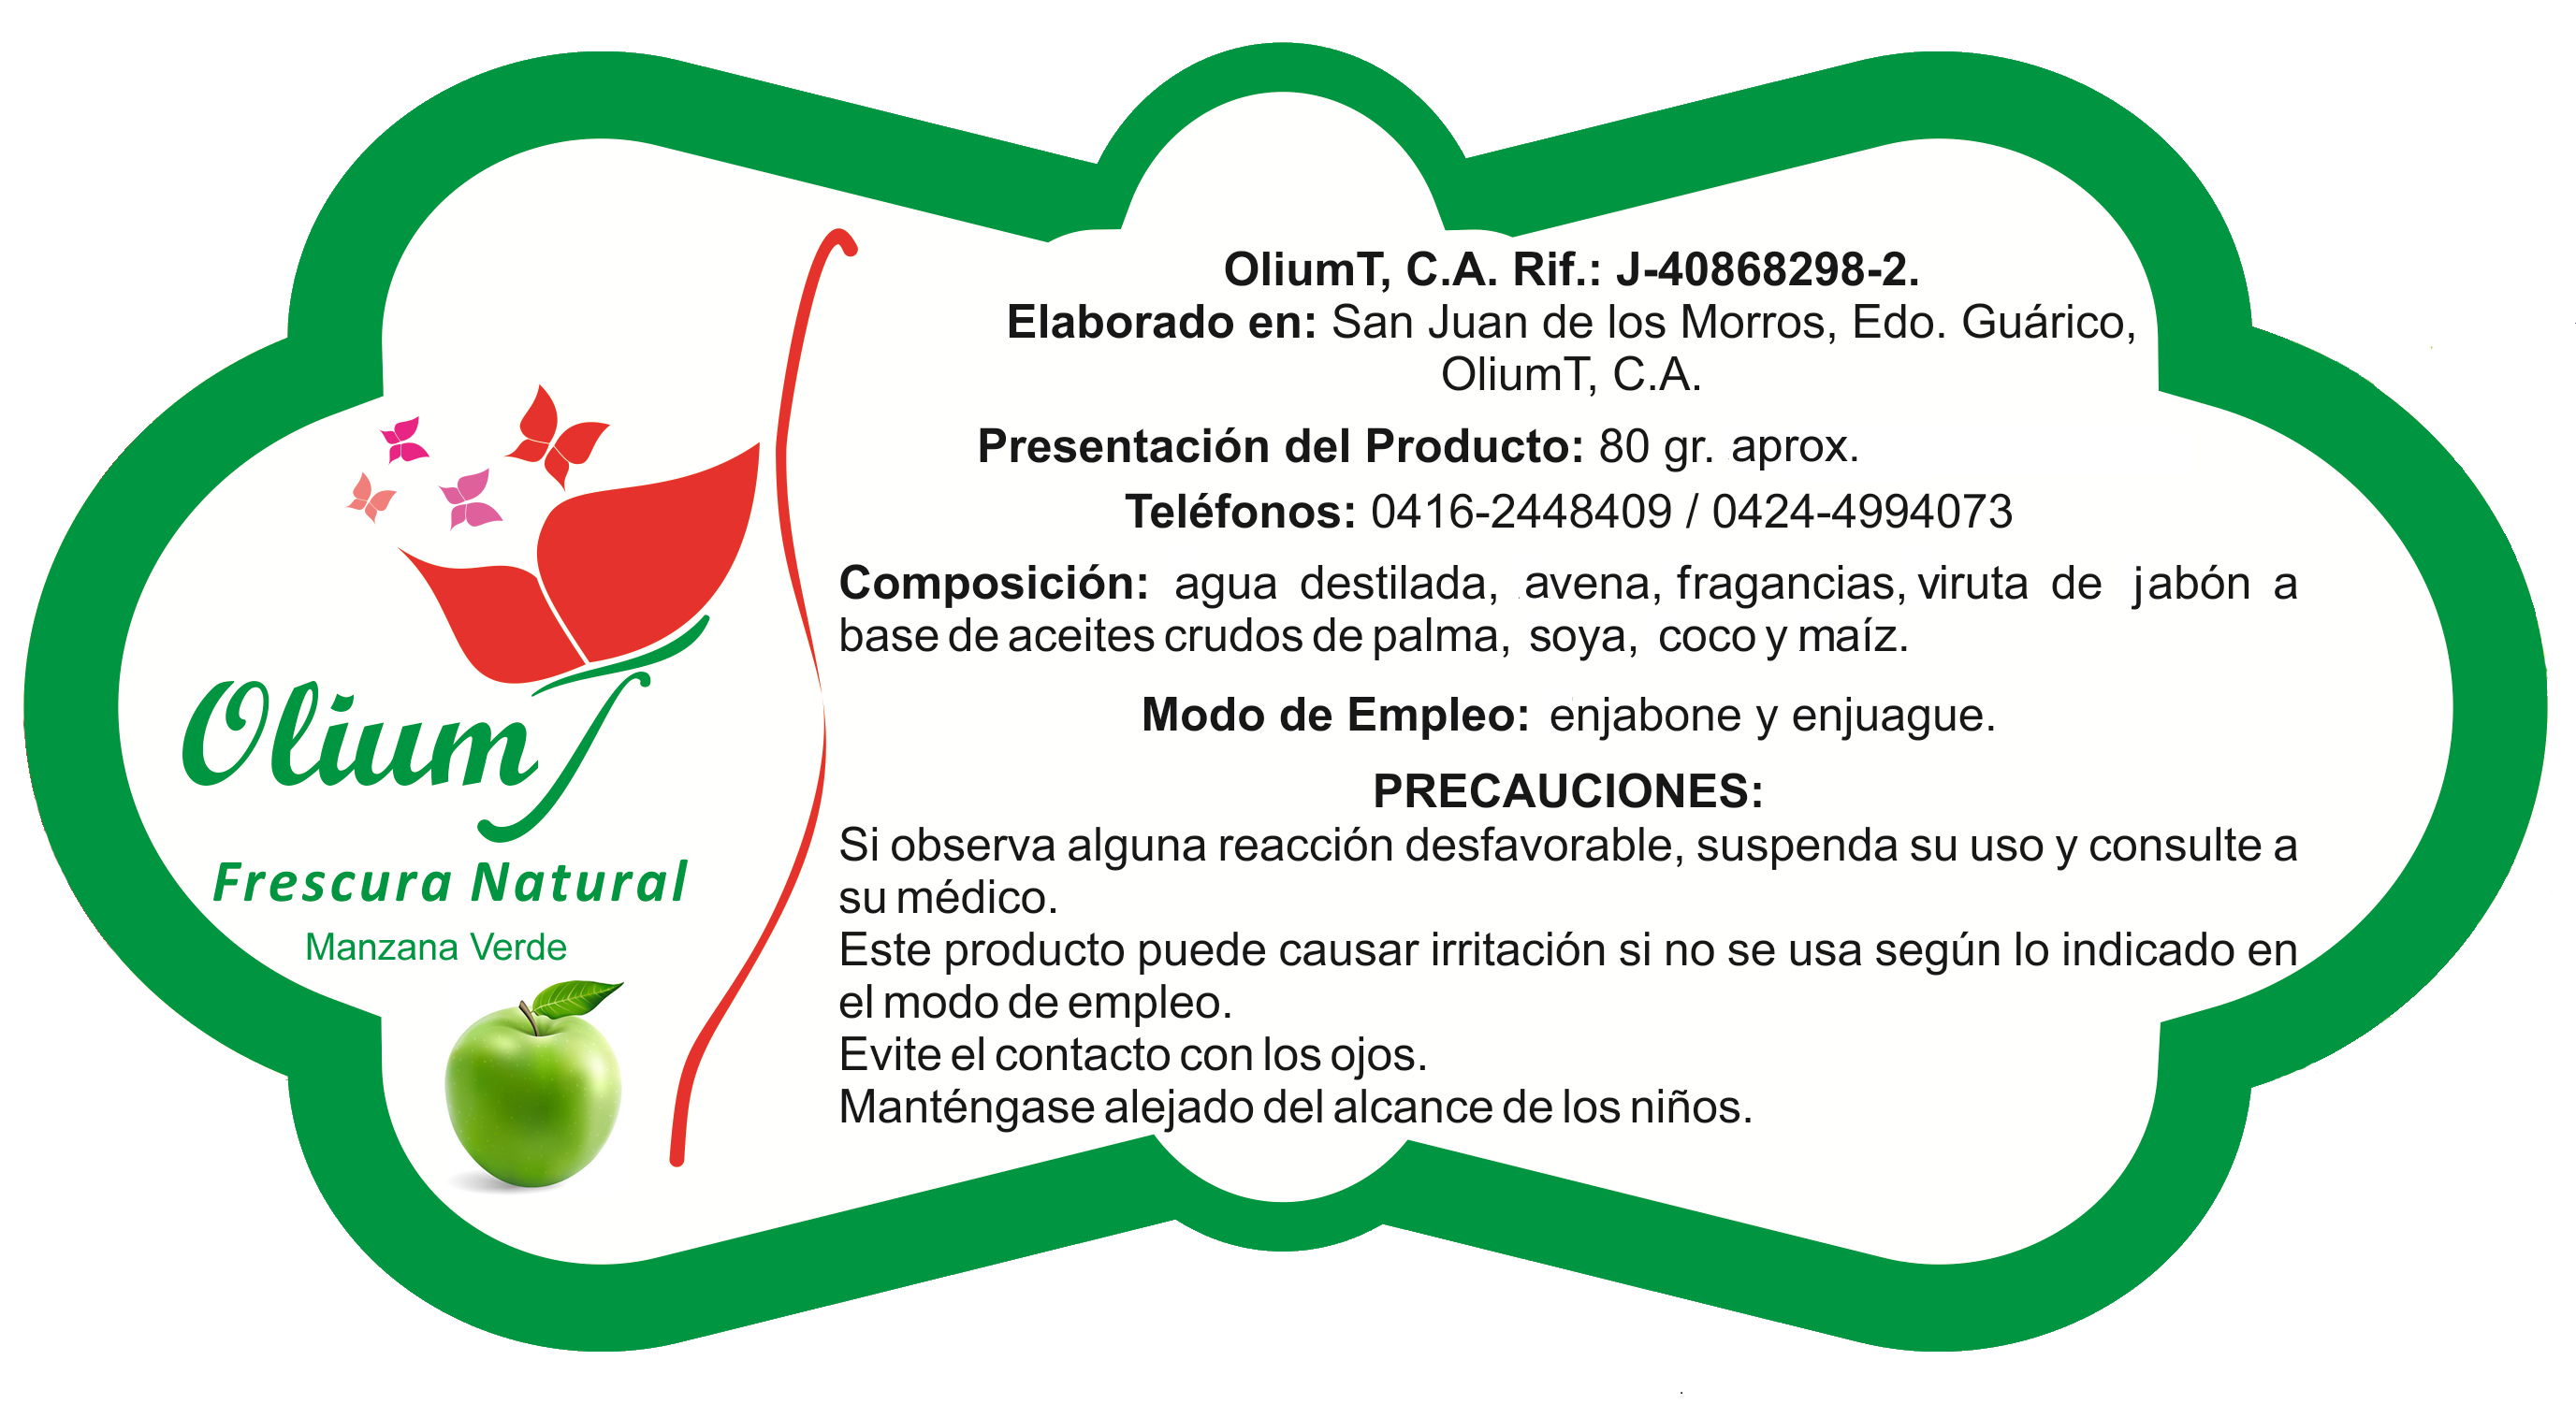 OliumT
Frescura Natural
Manzana Verde
OliumT, C.A. Rif.: J-40868298-2.
Elaborado en: San Juan de los Morros, Edo. Guárico,
OliumT, C.A.
Presentación del Producto: 80 gr. aprox.
Teléfonos: 0416-2448409 / 0424-4994073
Composición: agua destilada, avena, fragancias, viruta de jabón a
base de aceites crudos de palma, soya, coco y maíz.
Modo de Empleo: enjabone y enjuague.
PRECAUCIONES:
Si observa alguna reacción desfavorable, suspenda su uso y consulte a
su médico.
Este producto puede causar irritación si no se usa según lo indicado en
el modo de empleo.
Evite el contacto con los ojos.
Manténgase alejado del alcance de los niños.